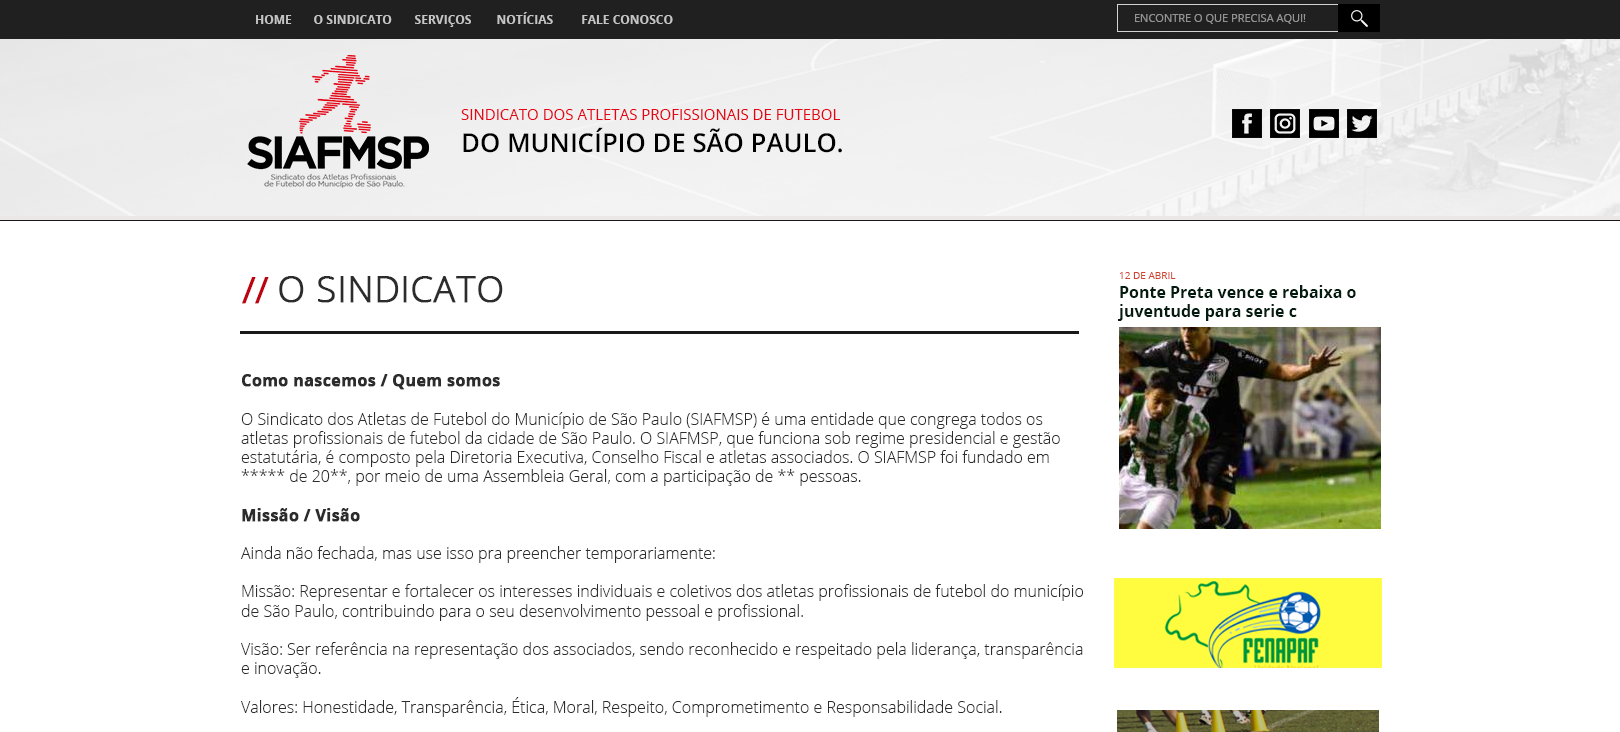 HOME O SINDICATO SERVIÇOS NOTÍCIAS FALE CONOSCO
ENCONTRE O QUE PRECISA AQUI!
SIAFMSP
Sindicato dos Atletas Profissionais
de Futebol do Município de São Paulo.
SINDICATO DOS ATLETAS PROFISSIONAIS DE FUTEBOL
DO MUNICÍPIO DE SÃO PAULO.
// O SINDICATO
Como nascemos / Quem somos
O Sindicato dos Atletas de Futebol do Município de São Paulo (SIAFMSP) é uma entidade que congrega todos os
atletas profissionais de futebol da cidade de São Paulo. O SIAFMSP, que funciona sob regime presidencial e gestão
estatutária, é composto pela Diretoria Executiva, Conselho Fiscal e atletas associados. O SIAFMSP foi fundado em
***** de 20**, por meio de uma Assembleia Geral, com a participação de ** pessoas.
Missão / Visão
Ainda não fechada, mas use isso pra preencher temporariamente:
Missão: Representar e fortalecer os interesses individuais e coletivos dos atletas profissionais de futebol do município
de São Paulo, contribuindo para o seu desenvolvimento pessoal e profissional.
Visão: Ser referência na representação dos associados, sendo reconhecido e respeitado pela liderança, transparência
e inovação.
Valores: Honestidade, Transparência, Ética, Moral, Respeito, Comprometimento e Responsabilidade Social.
12 DE ABRIL
Ponte Preta vence e rebaixa o
juventude para serie c
CAIXA
FENAPAF